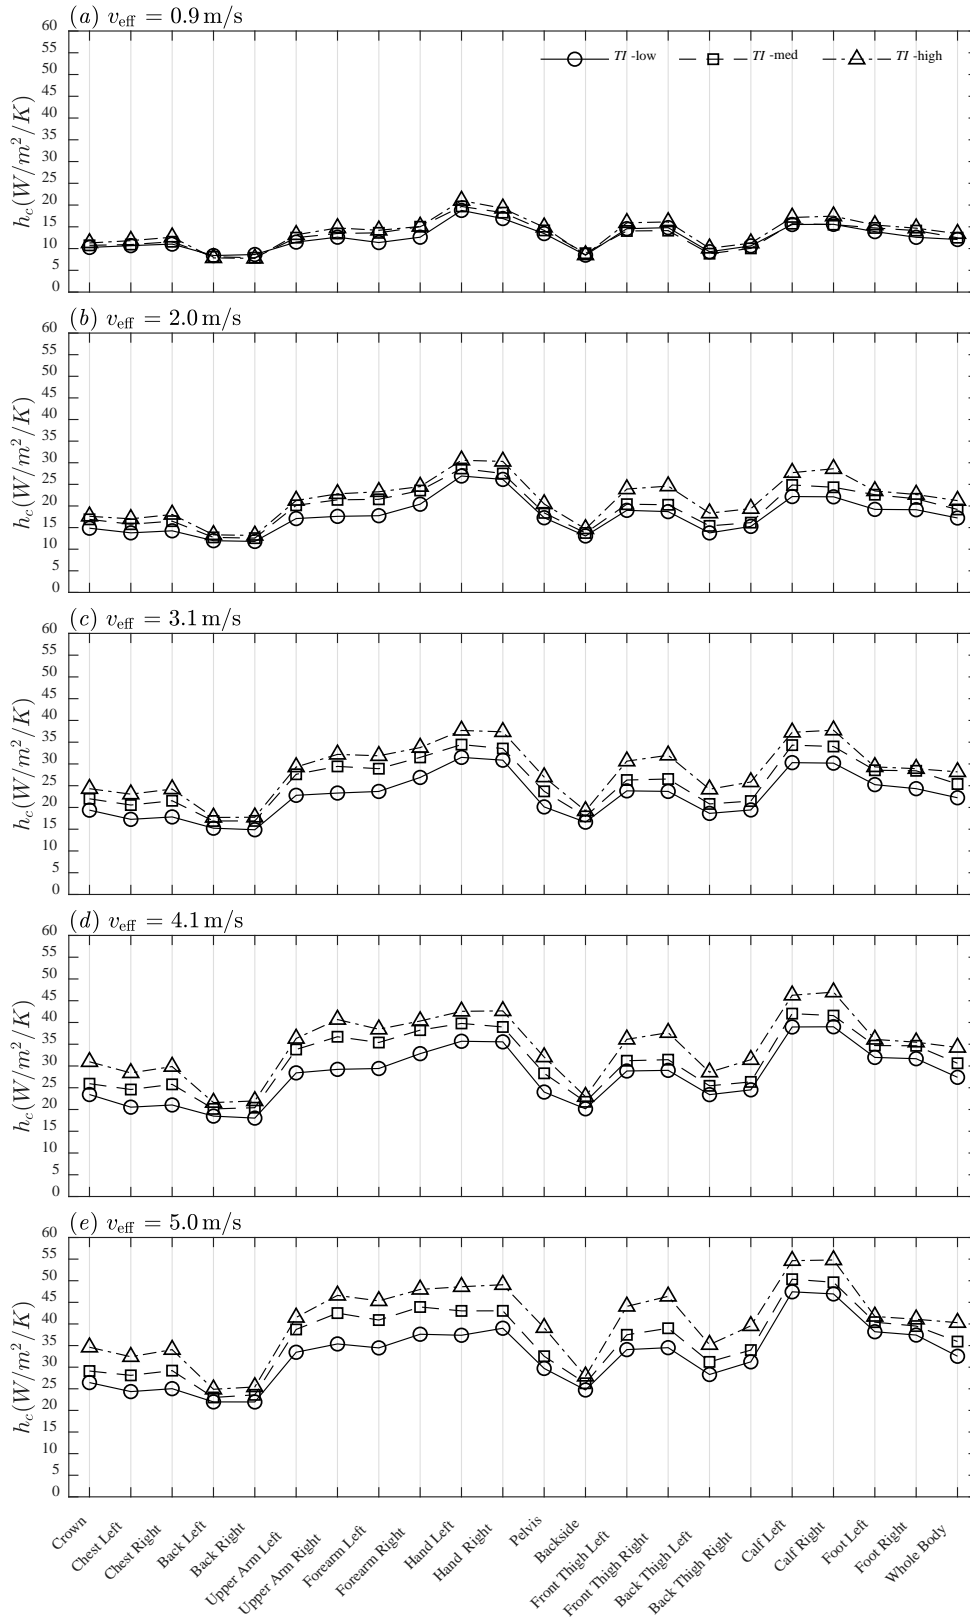 (a) v_eff = 0.9 m/s
60
55
50
45
40
35
30
25
20
15
10
5
0
h_c(W/m²/K)
TI -low TI -med TI -high
(b) v_eff = 2.0 m/s
60
55
50
45
40
35
30
25
20
15
10
5
0
h_c(W/m²/K)
(c) v_eff = 3.1 m/s
60
55
50
45
40
35
30
25
20
15
10
5
0
h_c(W/m²/K)
(d) v_eff = 4.1 m/s
60
55
50
45
40
35
30
25
20
15
10
5
0
h_c(W/m²/K)
(e) v_eff = 5.0 m/s
60
55
50
45
40
35
30
25
20
15
10
5
0
h_c(W/m²/K)
Crown
Chest Left
Chest Right
Back Left
Back Right
Upper Arm Left
Upper Arm Right
Forearm Left
Forearm Right
Hand Left
Hand Right
Pelvis
Backside
Front Thigh Left
Front Thigh Right
Back Thigh Left
Back Thigh Right
Calf Left
Calf Right
Foot Left
Foot Right
Whole Body